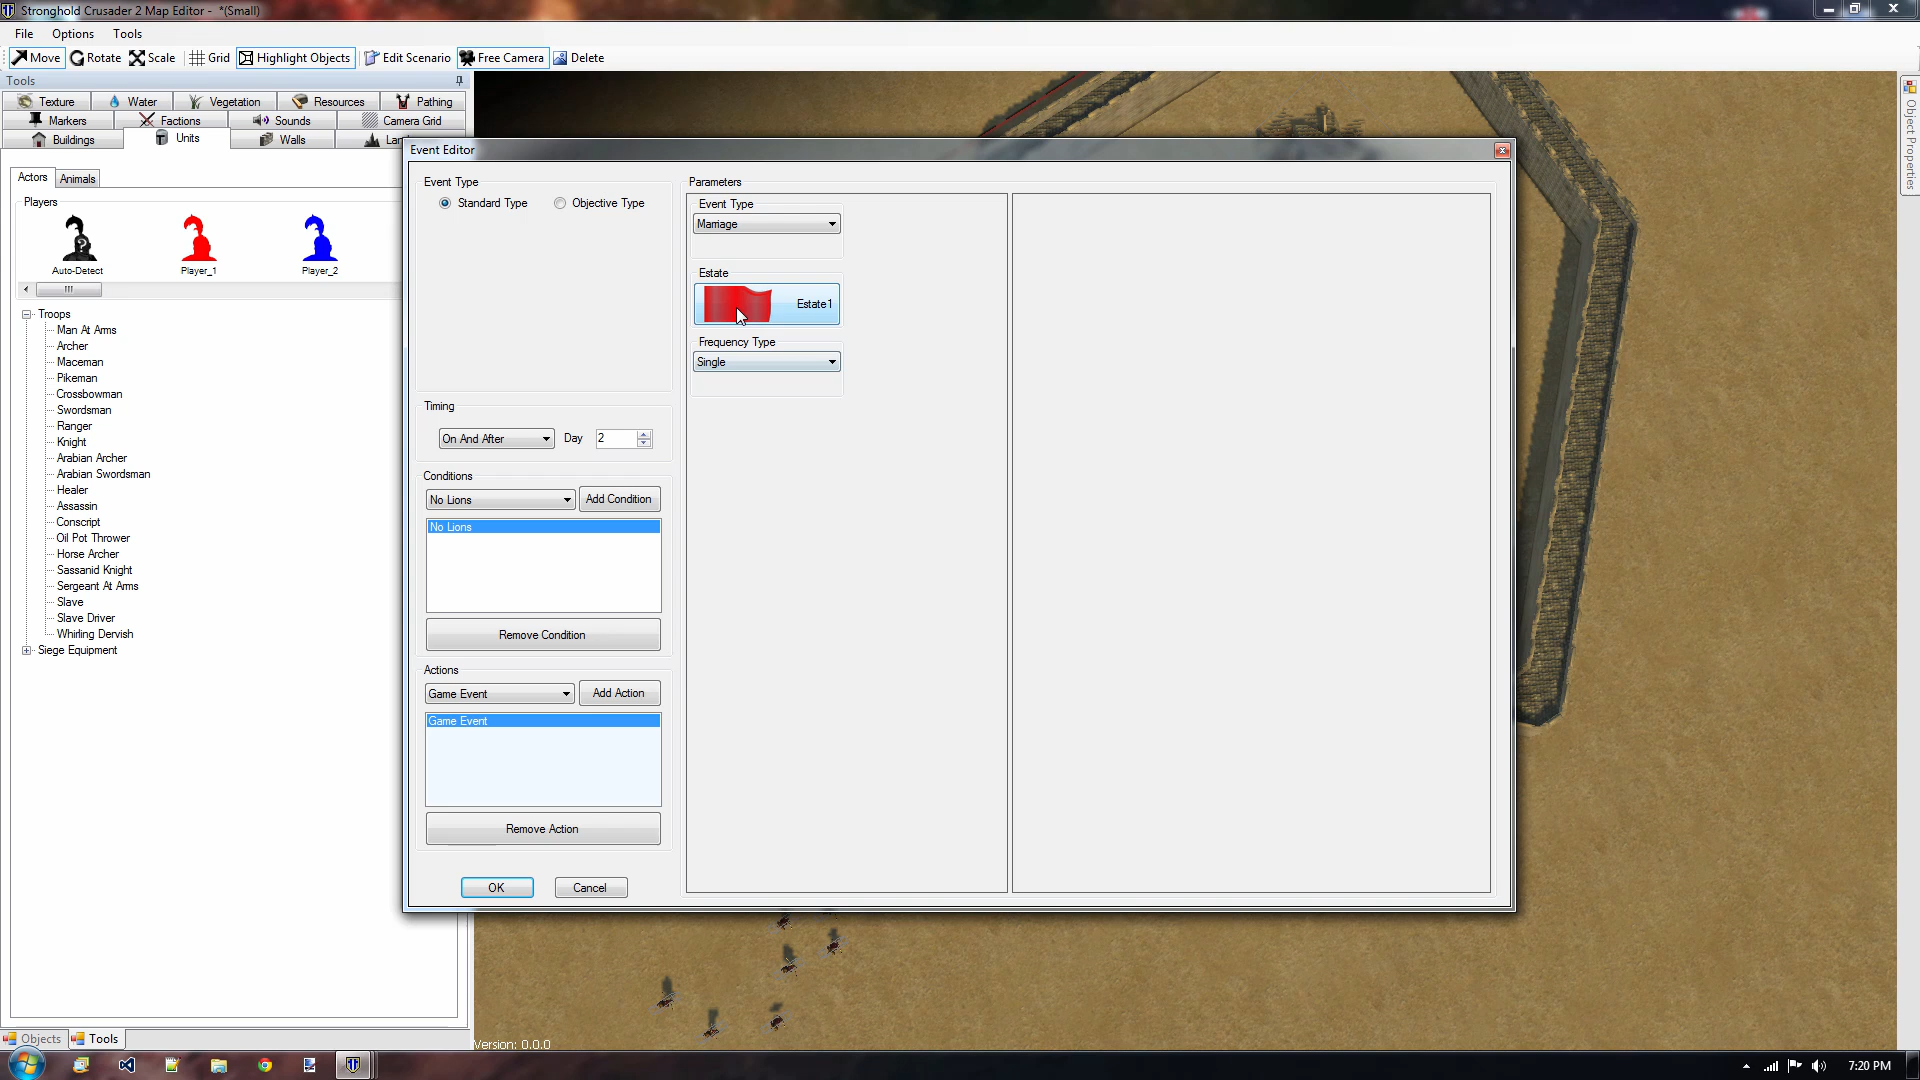 Stronghold Crusader 2 Map Editor - *(Small)
File Options Tools
Move Rotate Scale Grid Highlight Objects Edit Scenario Free Camera Delete
Tools
Texture Water Vegetation Resources Pathing
Markers Factions Sounds Camera Grid
Buildings Units Walls
Actors Animals
Players
Auto-Detect Player_1 Player_2
Troops
Man At Arms
Archer
Maceman
Pikeman
Crossbowman
Swordsman
Ranger
Knight
Arabian Archer
Arabian Swordsman
Healer
Assassin
Conscript
Oil Pot Thrower
Horse Archer
Sassanid Knight
Sergeant At Arms
Slave
Slave Driver
Whirling Dervish
Siege Equipment
Objects Tools
Event Editor
Event Type
Standard Type Objective Type
Timing
On And After Day 2
Conditions
No Lions Add Condition
No Lions
Remove Condition
Actions
Game Event Add Action
Game Event
Remove Action
OK Cancel
Parameters
Event Type
Marriage
Estate
Estate1
Frequency Type
Single
Object Properties
Version: 0.0.0
7:20 PM